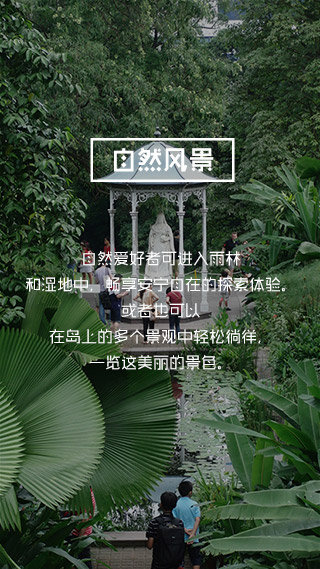 自然风景
自然爱好者可进入雨林
和湿地中，畅享安宁自在的探索体验。
或者也可以
在岛上的多个景观中轻松徜徉，
一览这美丽的景色。